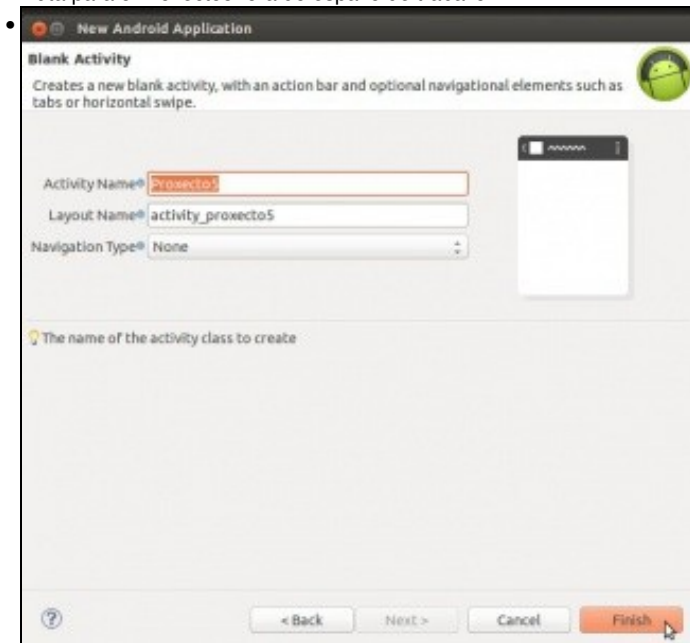 New Android Application
Blank Activity
Creates a new blank activity, with an action bar and optional navigational elements such as
tabs or horizontal swipe.
Activity Name Proxecto5
Layout Name activity_proxecto5
Navigation Type None
The name of the activity class to create
?
< Back
Next >
Cancel
Finish